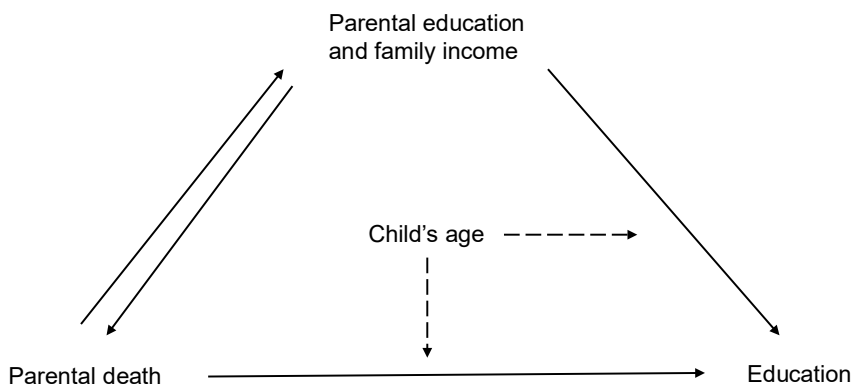 Parental education
and family income
Child’s age
Parental death
Education